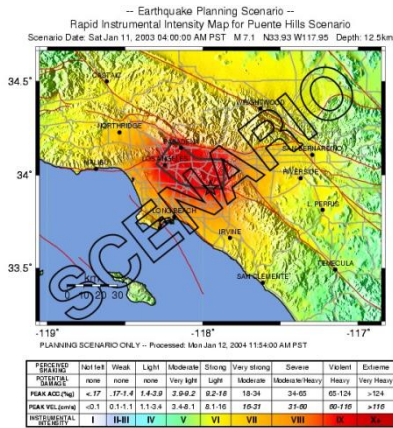 -- Earthquake Planning Scenario --
Rapid Instrumental Intensity Map for Puente Hills Scenario
Scenario Date: Sat Jan 11, 2003 04:00:00 AM PST M 7.1 N33.93 W117.95 Depth: 12.5km
CASTAIC
34.5°
WRIGHTWOOD
NORTHRIDGE
SAN BERNARDINO
34°
MALIBU
LOS ANGELES
RIVERSIDE
LONG BEACH
L. PERRIS
IRVINE
33.5°
TEMECULA
SAN CLEMENTE
km
0 10 20 30
SCENARIO
-119° -118° -117°
PLANNING SCENARIO ONLY -- Processed: Mon Jan 12, 2004 11:54:00 AM PST
PERCEIVED SHAKING Not felt Weak Light Moderate Strong Very strong Severe Violent Extreme
POTENTIAL DAMAGE none none none Very light Light Moderate Moderate/Heavy Heavy Very Heavy
PEAK ACC.(%g) <.17 .17-1.4 1.4-3.9 3.9-9.2 9.2-18 18-34 34-65 65-124 >124
PEAK VEL.(cm/s) <0.1 0.1-1.1 1.1-3.4 3.4-8.1 8.1-16 16-31 31-60 60-116 >116
INSTRUMENTAL INTENSITY I II-III IV V VI VII VIII IX X+